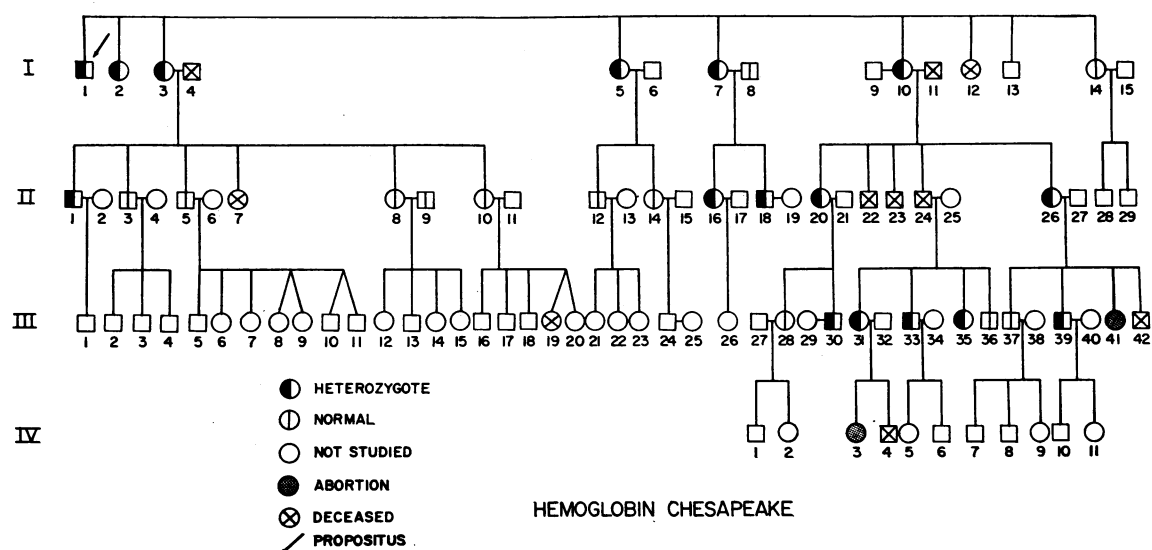 I
1 2 3 4 5 6 7 8 9 10 11 12 13 14 15
II
1 2 3 4 5 6 7 8 9 10 11 12 13 14 15 16 17 18 19 20 21 22 23 24 25 26 27 28 29
III
1 2 3 4 5 6 7 8 9 10 11 12 13 14 15 16 17 18 19 20 21 22 23 24 25 26 27 28 29 30 31 32 33 34 35 36 37 38 39 40 41 42
HETEROZYGOTE
NORMAL
IV
1 2 3 4 5 6 7 8 9 10 11
NOT STUDIED
ABORTION
DECEASED
HEMOGLOBIN CHESAPEAKE
PROPOSITUS